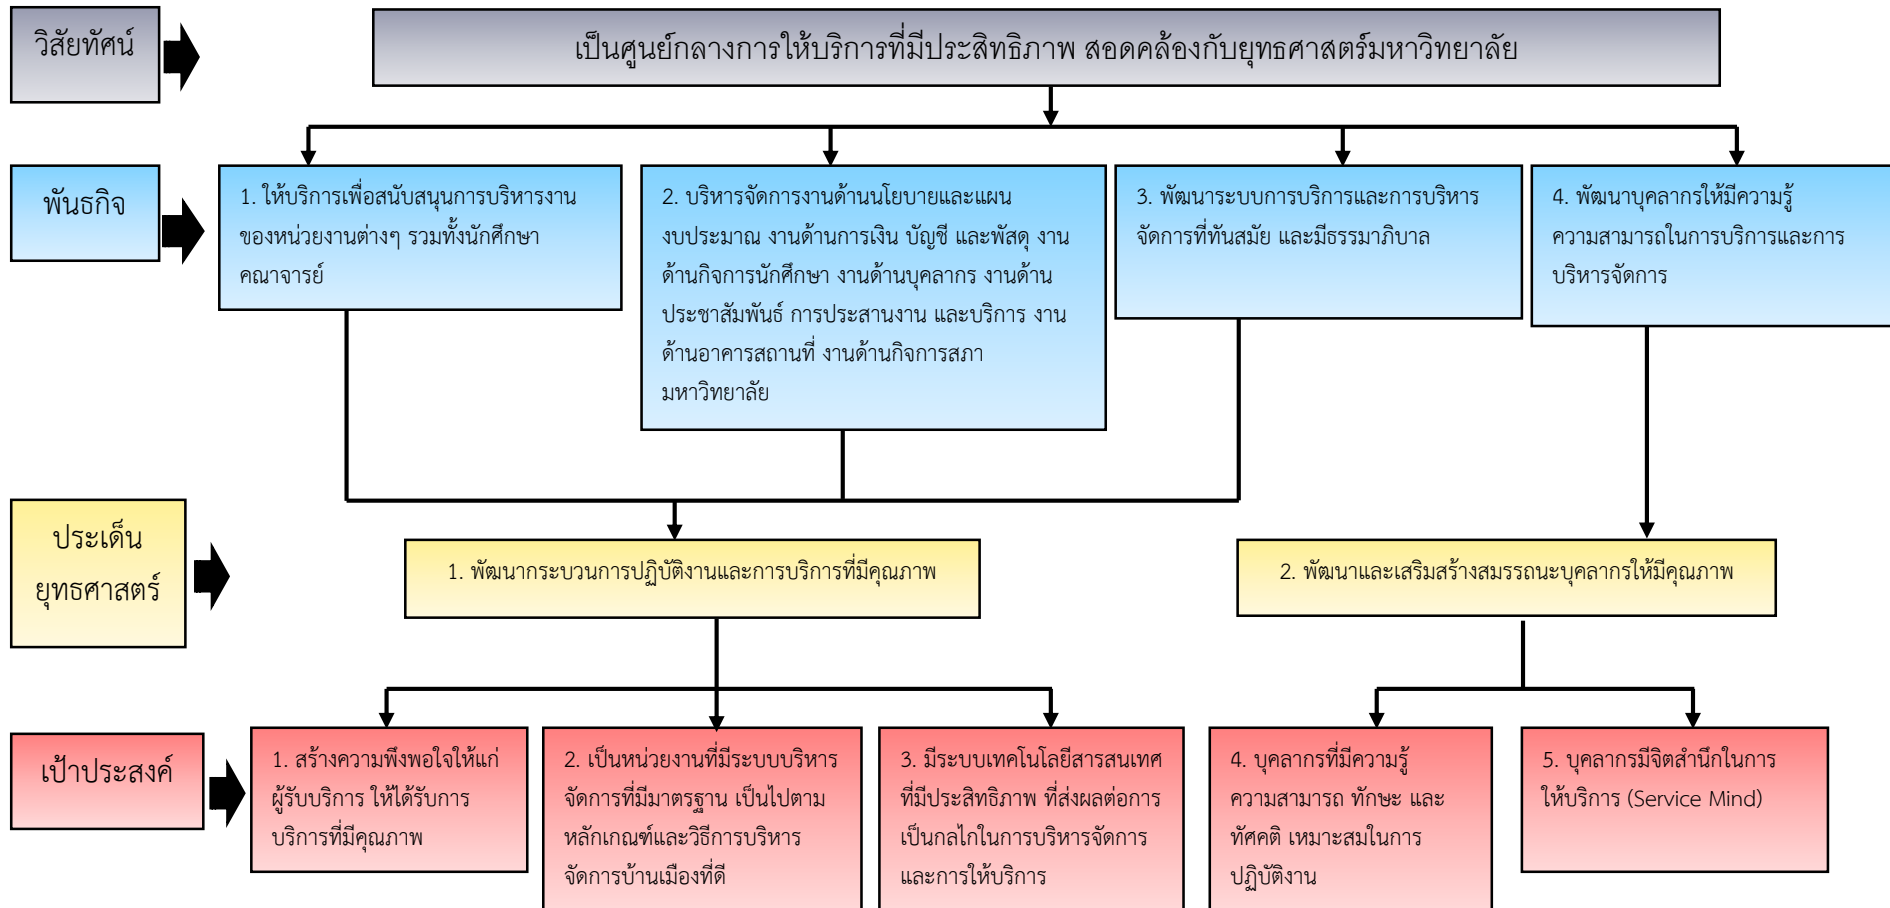 วิสัยทัศน์
เป็นศูนย์กลางการให้บริการที่มีประสิทธิภาพ สอดคล้องกับยุทธศาสตร์มหาวิทยาลัย
พันธกิจ
1. ให้บริการเพื่อสนับสนุนการบริหารงาน
ของหน่วยงานต่างๆ รวมทั้งนักศึกษา
คณาจารย์
2. บริหารจัดการงานด้านนโยบายและแผน
งบประมาณ งานด้านการเงิน บัญชี และพัสดุ งาน
ด้านกิจการนักศึกษา งานด้านบุคลากร งานด้าน
ประชาสัมพันธ์ การประสานงาน และบริการ งาน
ด้านอาคารสถานที่ งานด้านกิจการสภา
มหาวิทยาลัย
3. พัฒนาระบบการบริการและการบริหาร
จัดการที่ทันสมัย และมีธรรมาภิบาล
4. พัฒนาบุคลากรให้มีความรู้
ความสามารถในการบริการและการ
บริหารจัดการ
ประเด็น
ยุทธศาสตร์
1. พัฒนากระบวนการปฏิบัติงานและการบริการที่มีคุณภาพ
2. พัฒนาและเสริมสร้างสมรรถนะบุคลากรให้มีคุณภาพ
เป้าประสงค์
1. สร้างความพึงพอใจให้แก่
ผู้รับบริการ ให้ได้รับการ
บริการที่มีคุณภาพ
2. เป็นหน่วยงานที่มีระบบบริหาร
จัดการที่มีมาตรฐาน เป็นไปตาม
หลักเกณฑ์และวิธีการบริหาร
จัดการบ้านเมืองที่ดี
3. มีระบบเทคโนโลยีสารสนเทศ
ที่มีประสิทธิภาพ ที่ส่งผลต่อการ
เป็นกลไกในการบริหารจัดการ
และการให้บริการ
4. บุคลากรที่มีความรู้
ความสามารถ ทักษะ และ
ทัศคติ เหมาะสมในการ
ปฏิบัติงาน
5. บุคลากรมีจิตสำนึกในการ
ให้บริการ (Service Mind)